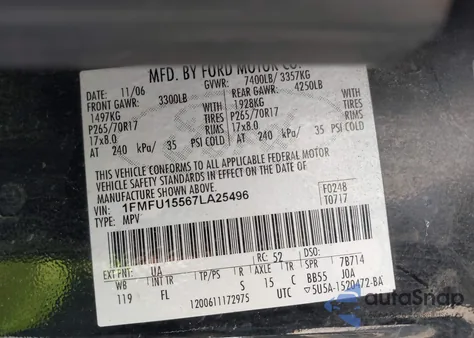 MFD. BY FORD MOTOR CO.
DATE: 11/06 GVWR: 7400LB/ 3357KG
FRONT GAWR: 3300LB REAR GAWR: 4250LB
1497KG 1928KG
P265/70R17 TIRES P265/70R17 TIRES
17x8.0 RIMS 17x8.0 RIMS
AT 240 kPa/ 35 PSI COLD AT 240 kPa/ 35 PSI COLD
THIS VEHICLE CONFORMS TO ALL APPLICABLE FEDERAL MOTOR
VEHICLE SAFETY STANDARDS IN EFFECT ON THE DATE OF
MANUFACTURE SHOWN ABOVE.
VIN: 1FMFU15567LA25496 F0248
TYPE: MPV T0717
EXT PNT: UA RC: 52 DSO:
WB INT TR TP/PS R AXLE TR SPR 7B714
119 FL S 15 C BB55 J0A
1200611172975 UTC 5U5A-1520472-BA
autoSnap